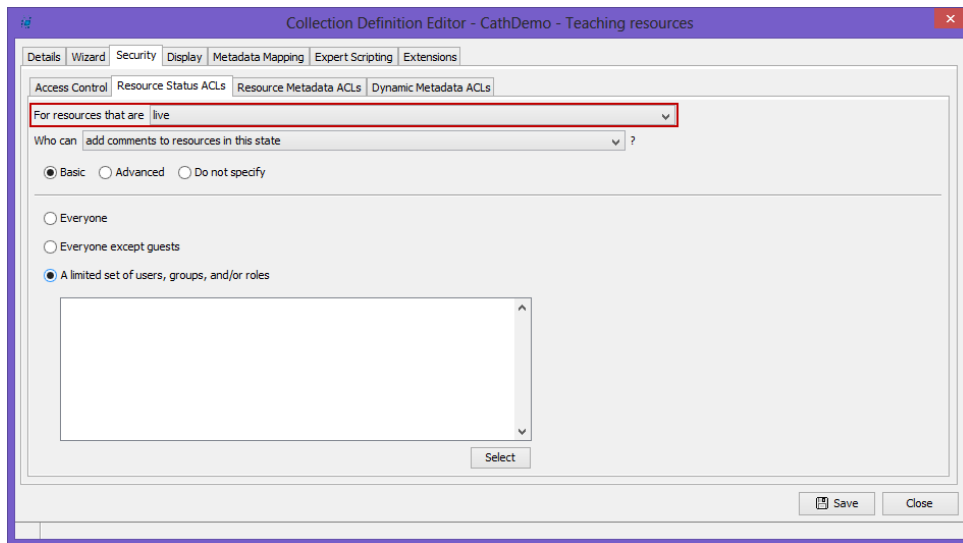 Collection Definition Editor - CathDemo - Teaching resources
Details Wizard Security Display Metadata Mapping Expert Scripting Extensions
Access Control Resource Status ACLs Resource Metadata ACLs Dynamic Metadata ACLs
For resources that are live
Who can add comments to resources in this state ?
Basic Advanced Do not specify
Everyone
Everyone except guests
A limited set of users, groups, and/or roles
Select
Save Close